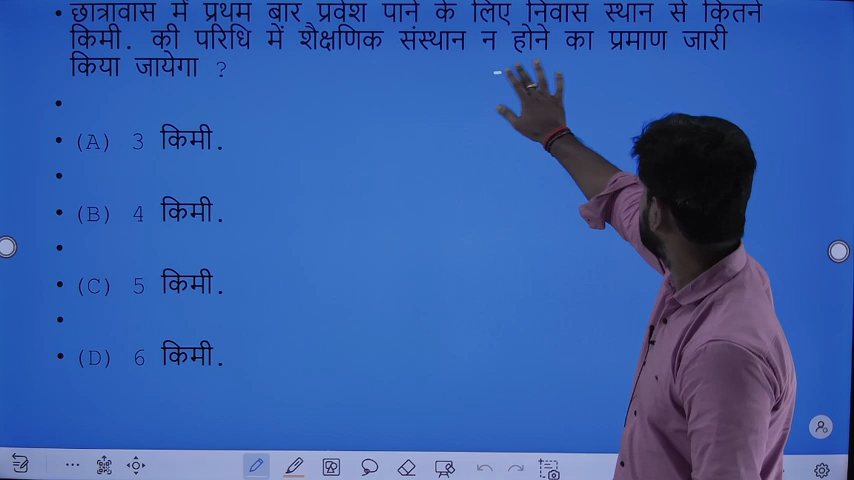 • छात्रावास में प्रथम बार प्रवेश पाने के लिए निवास स्थान से कितने
किमी. की परिधि में शैक्षणिक संस्थान न होने का प्रमाण जारी
किया जायेगा ?
•
• (A) 3 किमी.
•
• (B) 4 किमी.
•
• (C) 5 किमी.
•
• (D) 6 किमी.